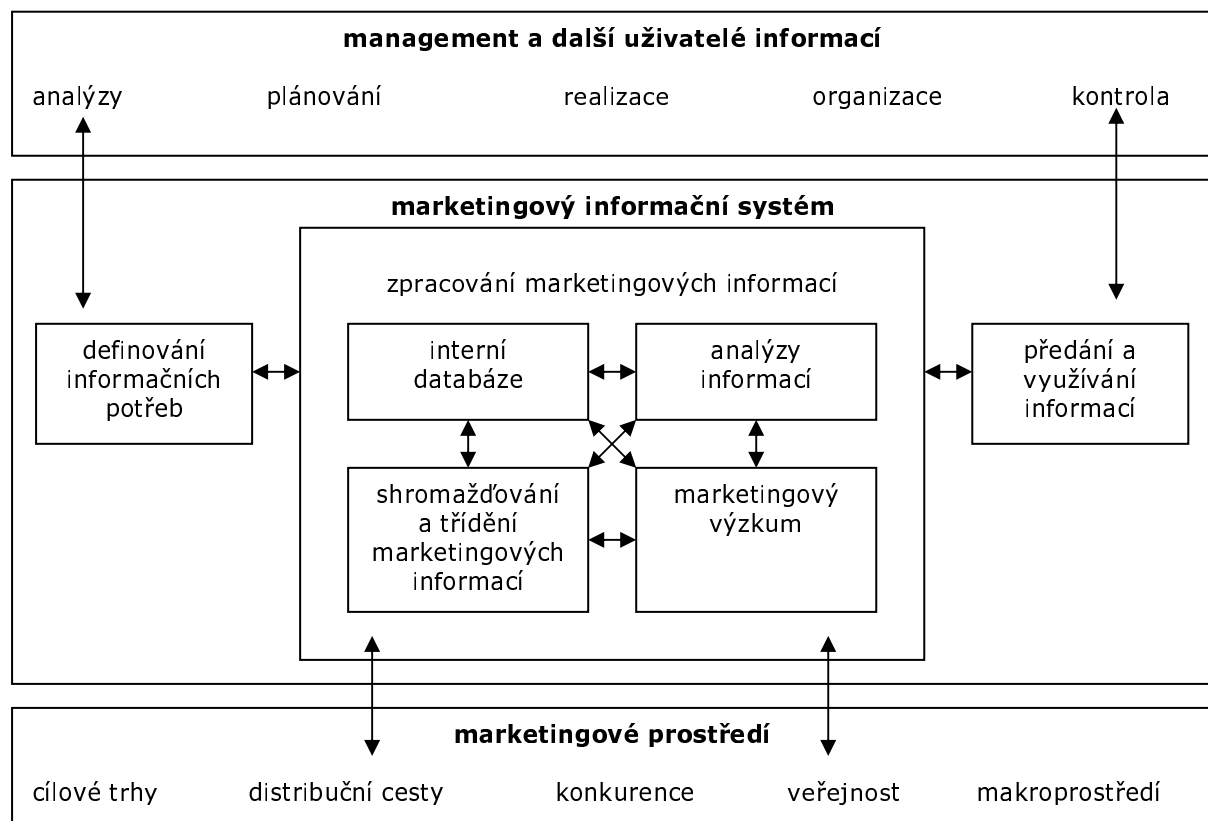 management a další uživatelé informací
analýzy plánování realizace organizace kontrola
marketingový informační systém
zpracování marketingových informací
definování
informačních
potřeb
interní
databáze
analýzy
informací
předání a
využívání
informací
shromažďování
a třídění
marketingových
informací
marketingový
výzkum
marketingové prostředí
cílové trhy distribuční cesty konkurence veřejnost makroprostředí